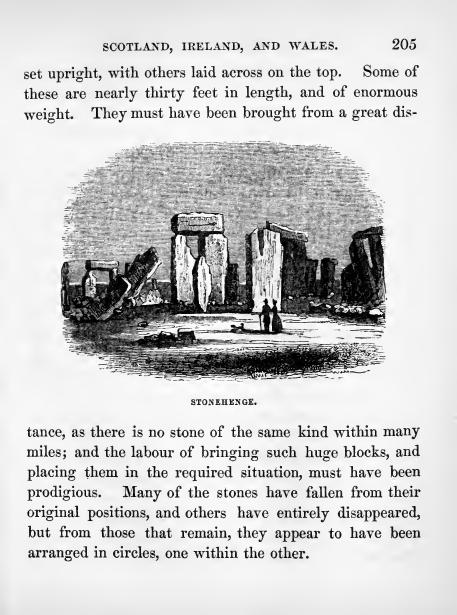 SCOTLAND, IRELAND, AND WALES. 205
set upright, with others laid across on the top. Some of
these are nearly thirty feet in length, and of enormous
weight. They must have been brought from a great dis-
STONEHENGE.
tance, as there is no stone of the same kind within many
miles; and the labour of bringing such huge blocks, and
placing them in the required situation, must have been
prodigious. Many of the stones have fallen from their
original positions, and others have entirely disappeared,
but from those that remain, they appear to have been
arranged in circles, one within the other.